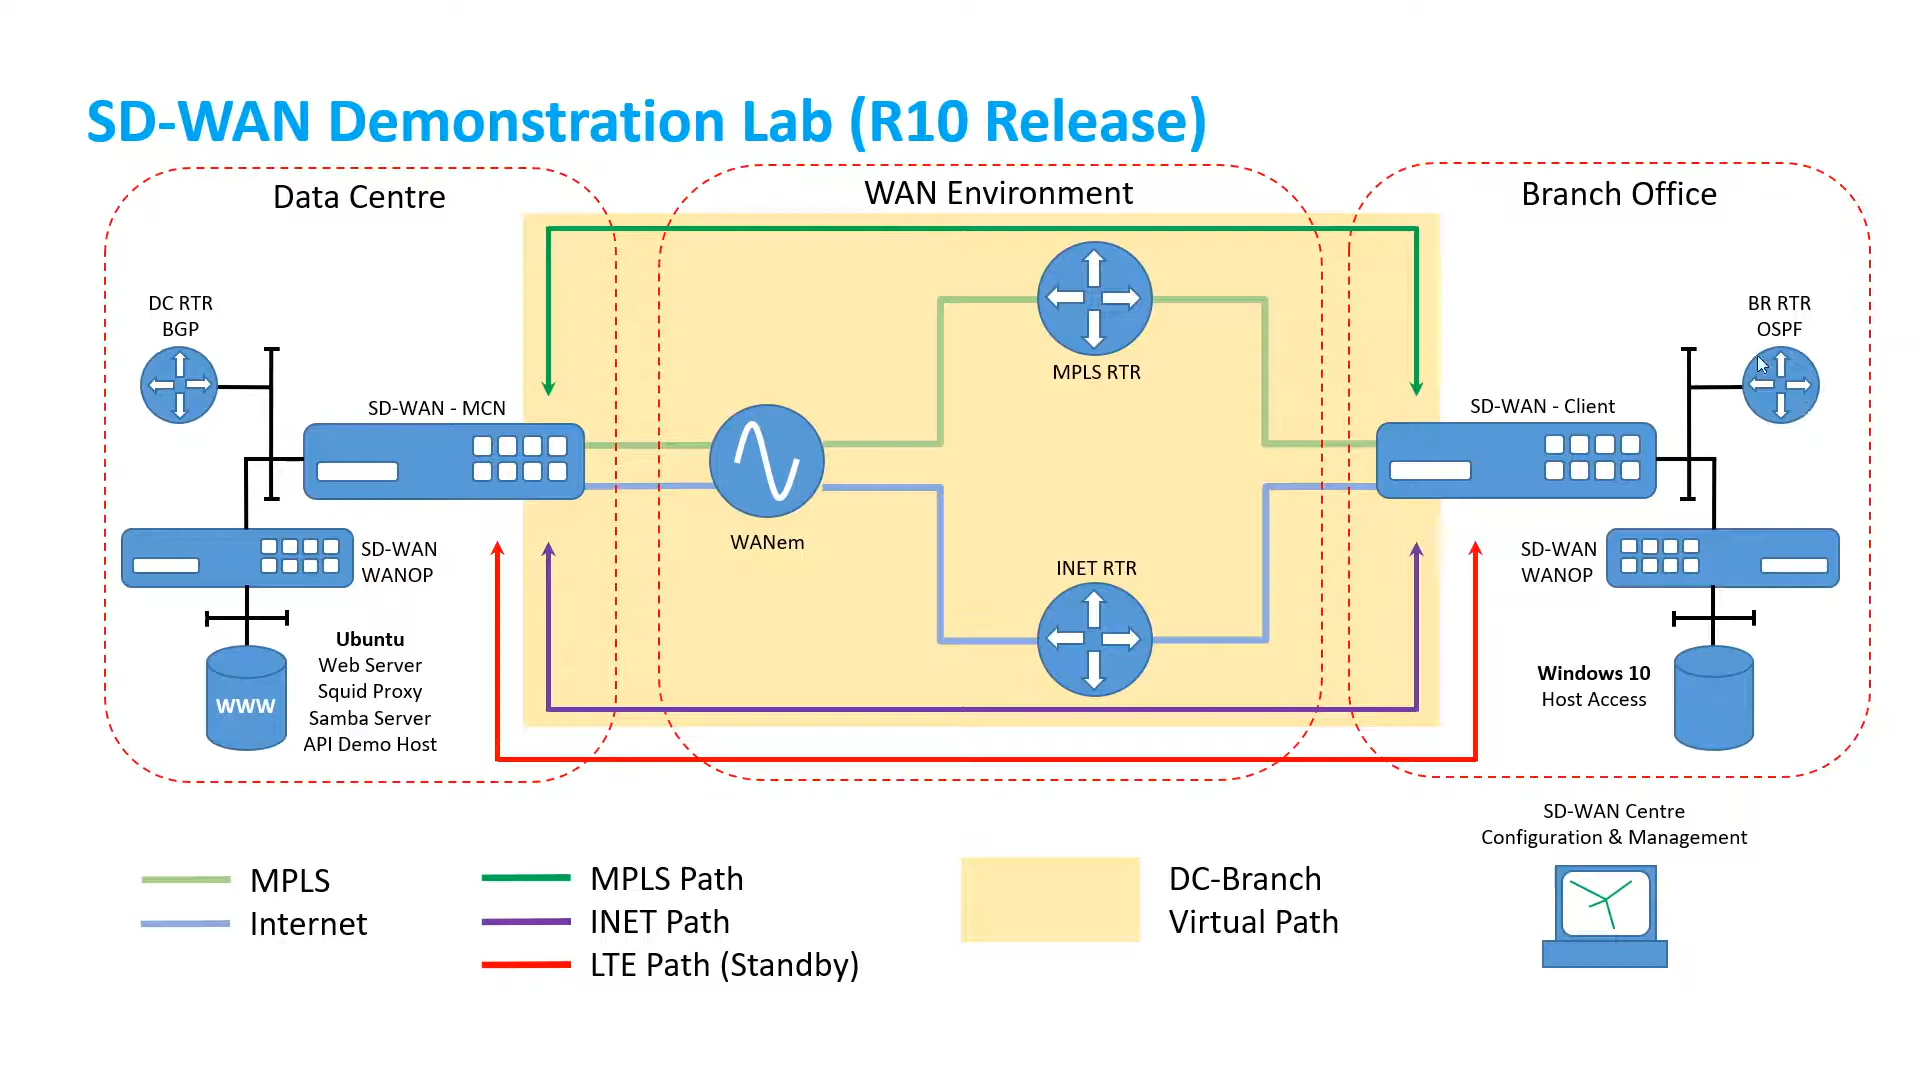 SD-WAN Demonstration Lab (R10 Release)
Data Centre
WAN Environment
Branch Office
DC RTR
BGP
SD-WAN - MCN
SD-WAN
WANOP
Ubuntu
Web Server
Squid Proxy
Samba Server
API Demo Host
WWW
WANem
MPLS RTR
INET RTR
BR RTR
OSPF
SD-WAN - Client
SD-WAN
WANOP
Windows 10
Host Access
SD-WAN Centre
Configuration & Management
MPLS
Internet
MPLS Path
INET Path
LTE Path (Standby)
DC-Branch
Virtual Path